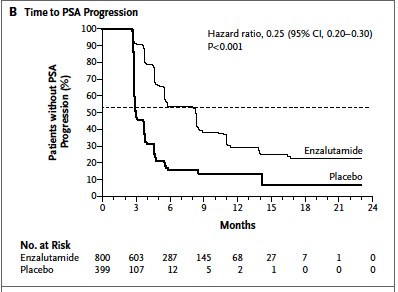 B Time to PSA Progression
Hazard ratio, 0.25 (95% CI, 0.20–0.30)
P<0.001
Patients without PSA
Progression (%)
100
90
80
70
60
50
40
30
20
10
0
Enzalutamide
Placebo
0 3 6 9 12 15 18 21 24
Months
No. at Risk
Enzalutamide 800 603 287 145 68 27 7 1 0
Placebo 399 107 12 5 2 1 0 0 0